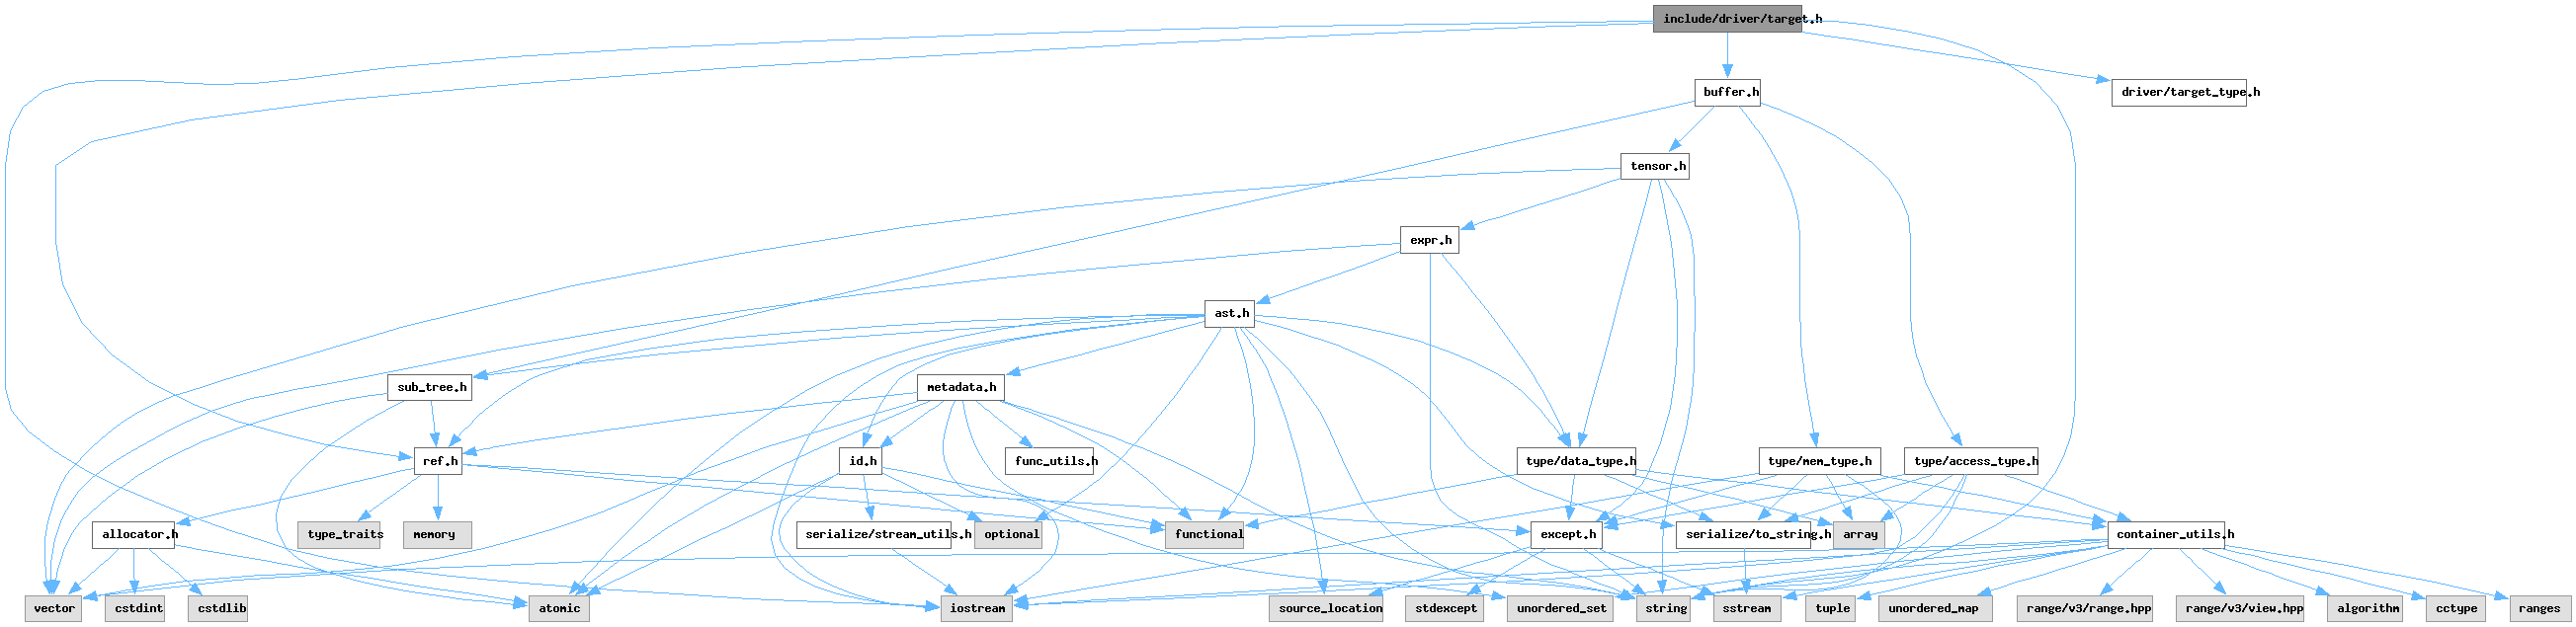 include/driver/target.h
buffer.h
driver/target_type.h
tensor.h
expr.h
ast.h
sub_tree.h
metadata.h
ref.h
id.h
func_utils.h
type/data_type.h
type/mem_type.h
type/access_type.h
allocator.h
type_traits
memory
serialize/stream_utils.h
optional
functional
except.h
serialize/to_string.h
array
container_utils.h
vector
cstdint
cstdlib
atomic
iostream
source_location
stdexcept
unordered_set
string
sstream
tuple
unordered_map
range/v3/range.hpp
range/v3/view.hpp
algorithm
cctype
ranges